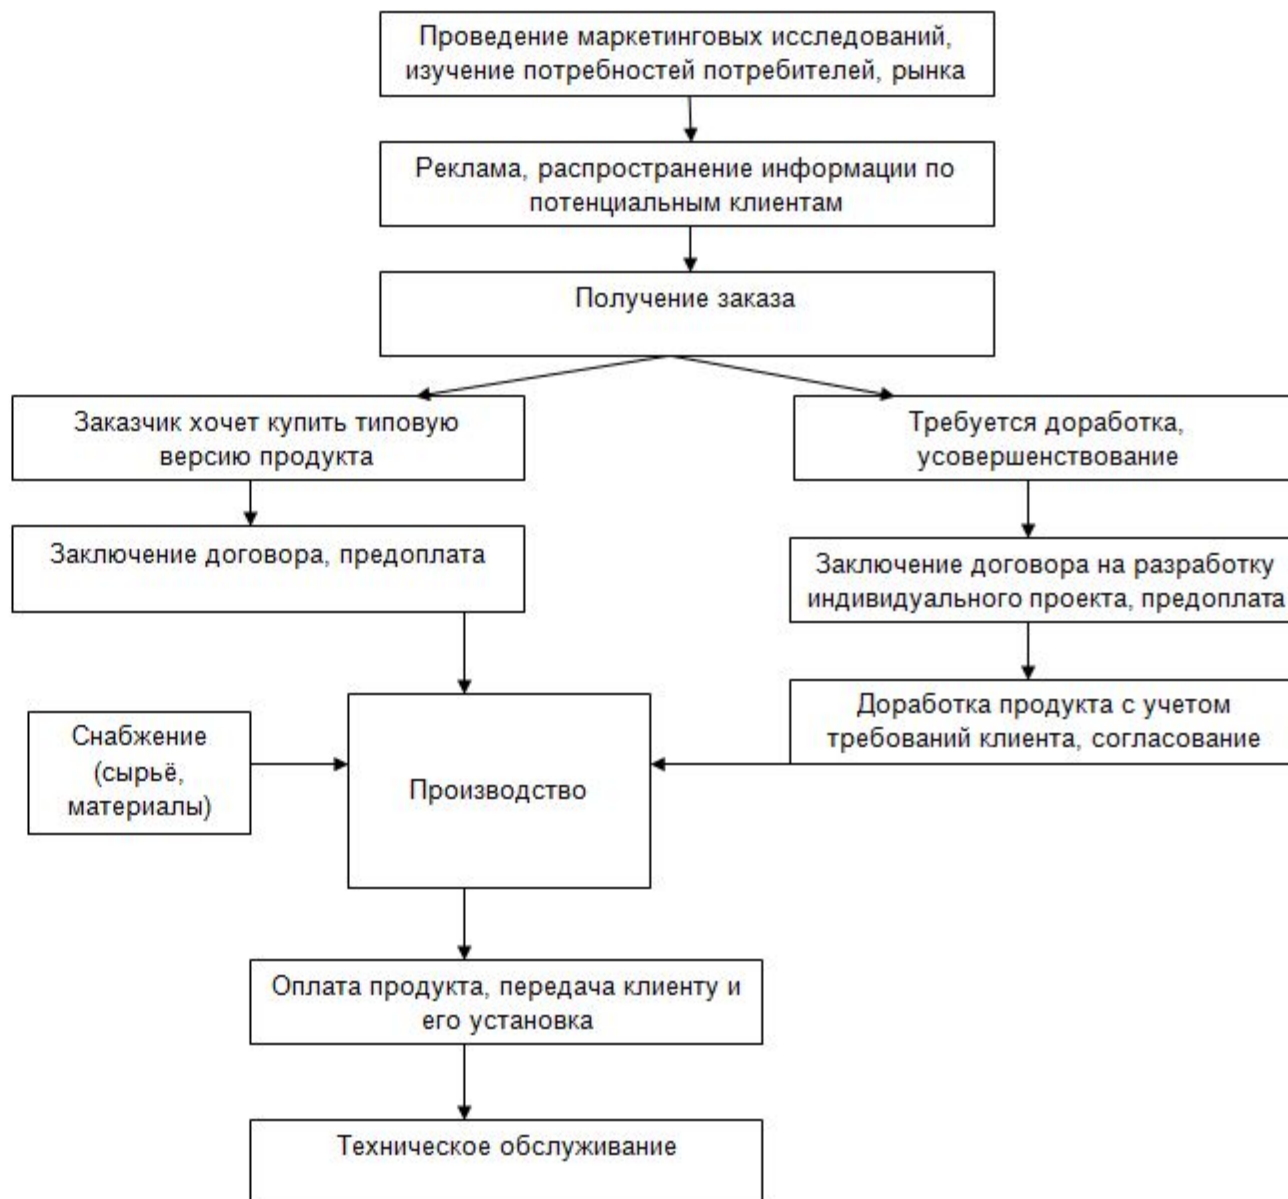 Проведение маркетинговых исследований,
изучение потребностей потребителей, рынка
Реклама, распространение информации по
потенциальным клиентам
Получение заказа
Заказчик хочет купить типовую
версию продукта
Требуется доработка,
усовершенствование
Заключение договора, предоплата
Заключение договора на разработку
индивидуального проекта, предоплата
Доработка продукта с учетом
требований клиента, согласование
Снабжение
(сырьё,
материалы)
Производство
Оплата продукта, передача клиенту и
его установка
Техническое обслуживание